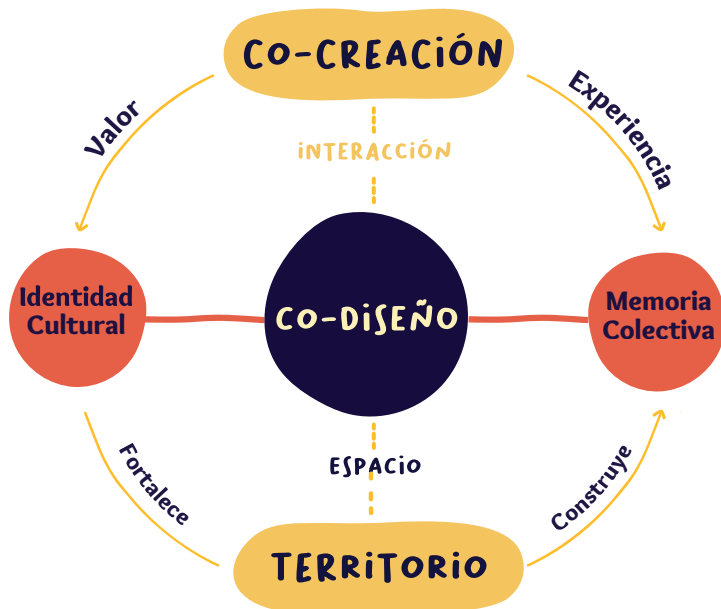 CO-CREACIÓN
Valor
Experiencia
INTERACCIÓN
Identidad
Cultural
CO-DISEÑO
Memoria
Colectiva
Fortalece
ESPACIO
Construye
TERRITORIO